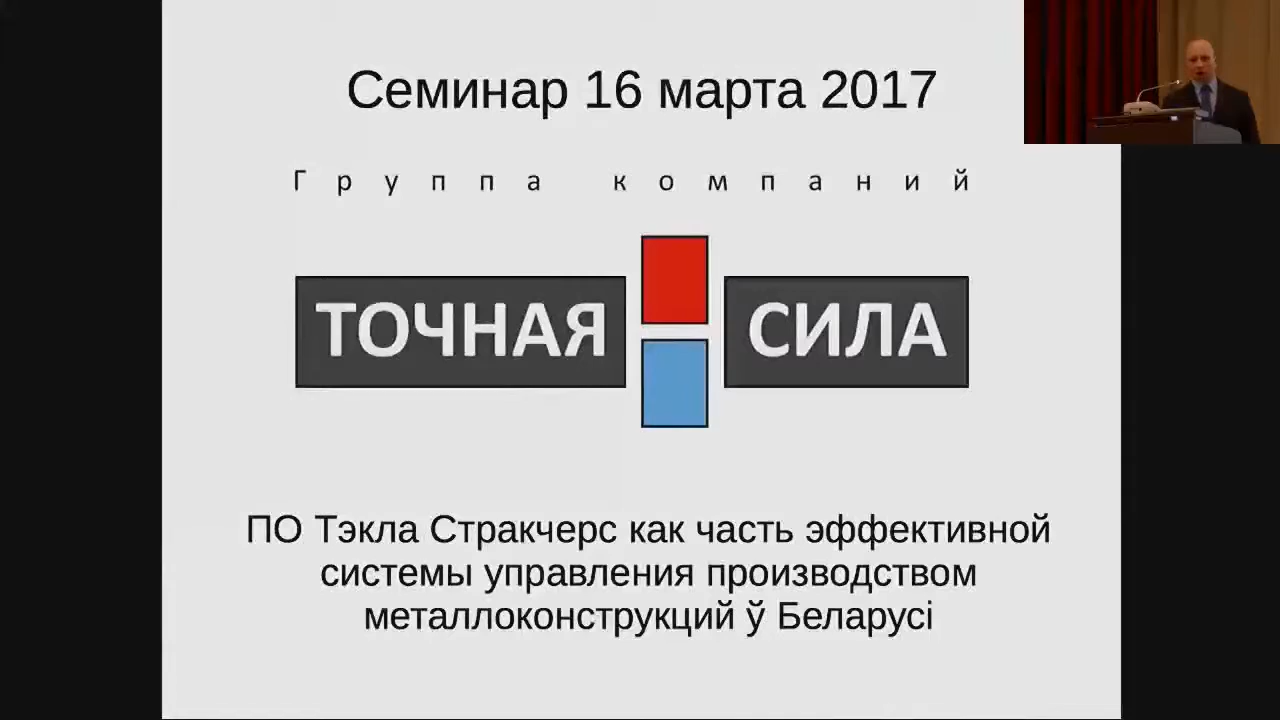 Семинар 16 марта 2017
Группа компаний
ТОЧНАЯ СИЛА
ПО Тэкла Стракчерс как часть эффективной
системы управления производством
металлоконструкций ў Беларусі